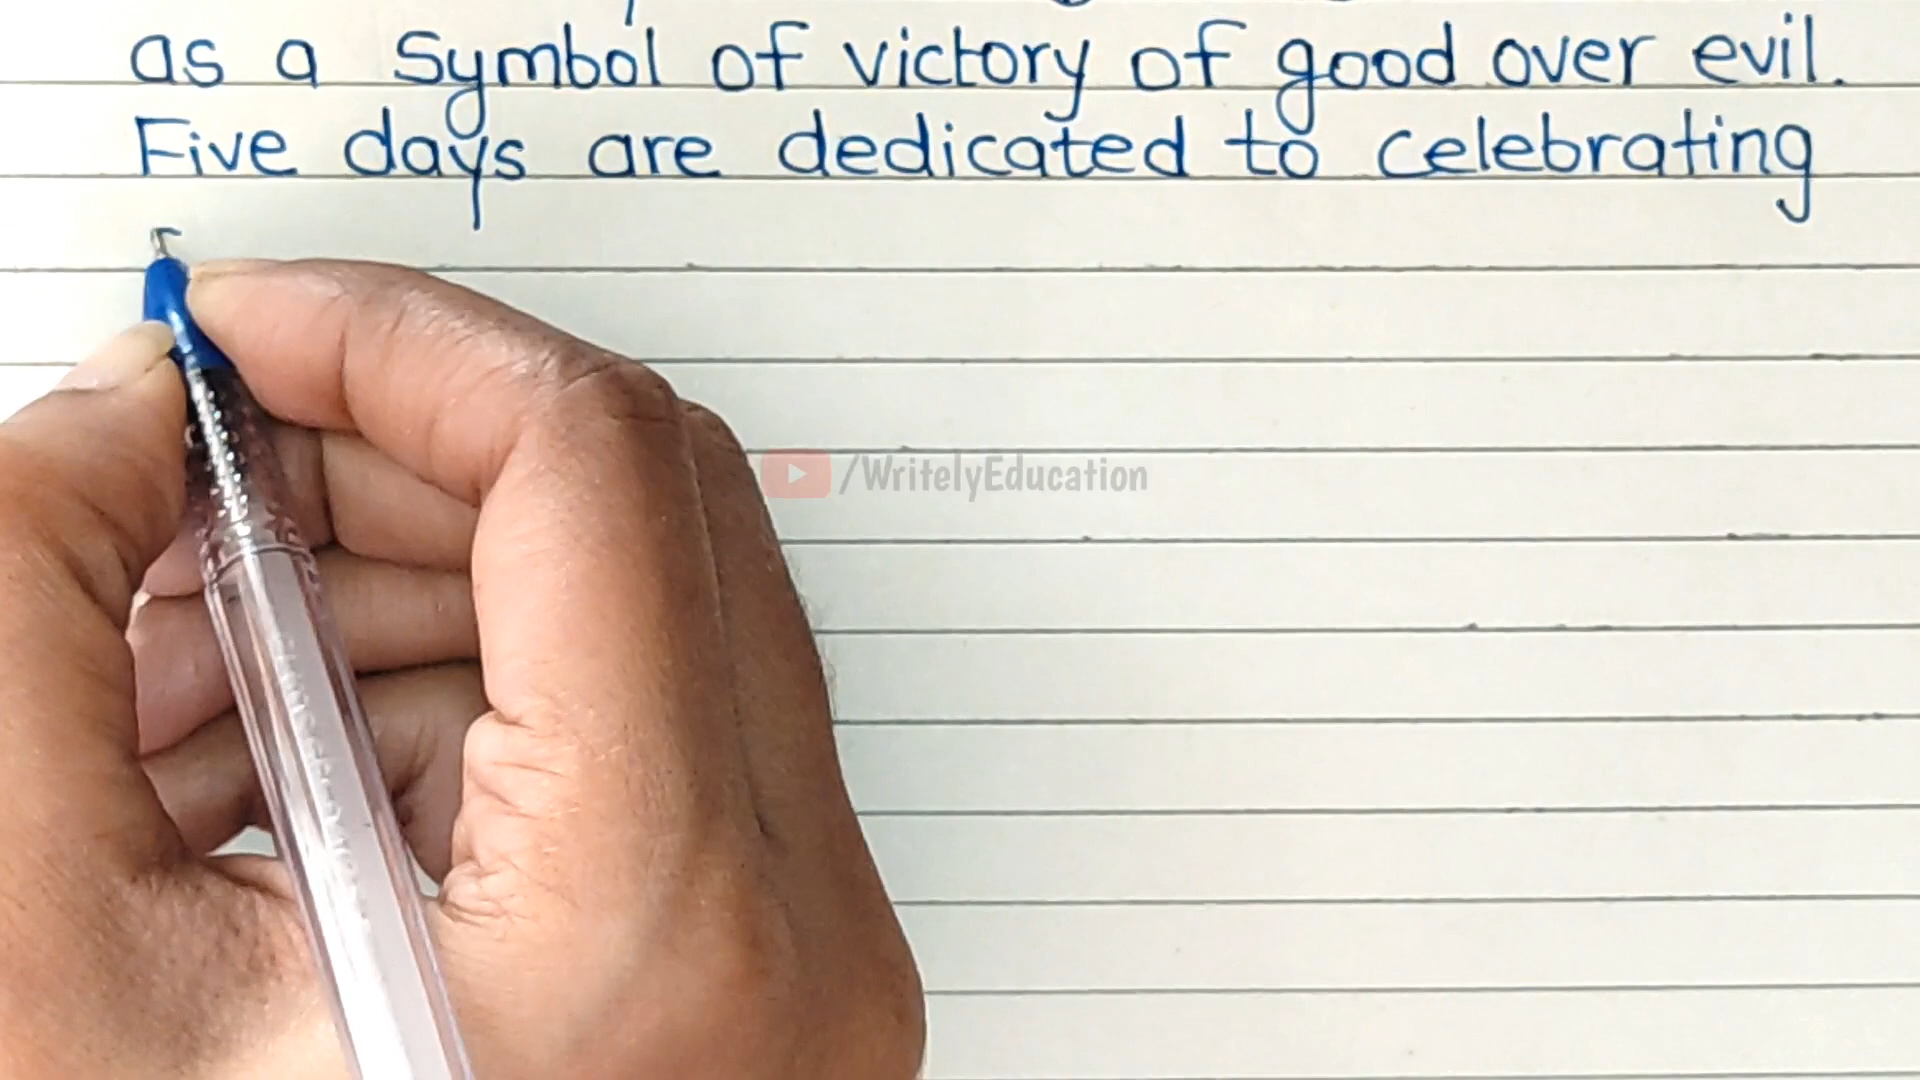 as a symbol of victory of good over evil.
Five days are dedicated to celebrating
/WritelyEducation